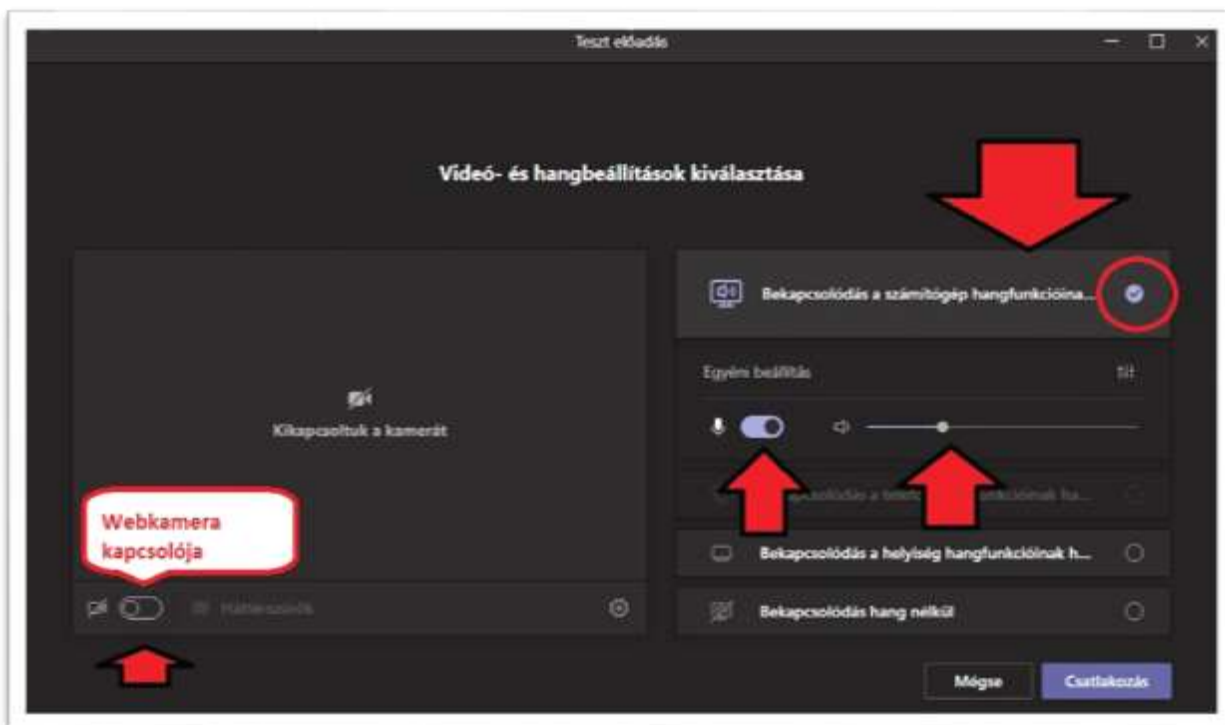 Teszt előadás
Videó- és hangbeállítások kiválasztása
Bekapcsolódás a számítógép hangfunkcióina...
Egyéni beállítás
Kikapcsoltuk a kamerát
Webkamera
kapcsolója
Bekapcsolódás a helyiség hangfunkcióinak h...
Bekapcsolódás hang nélkül
Mégse
Csatlakozás